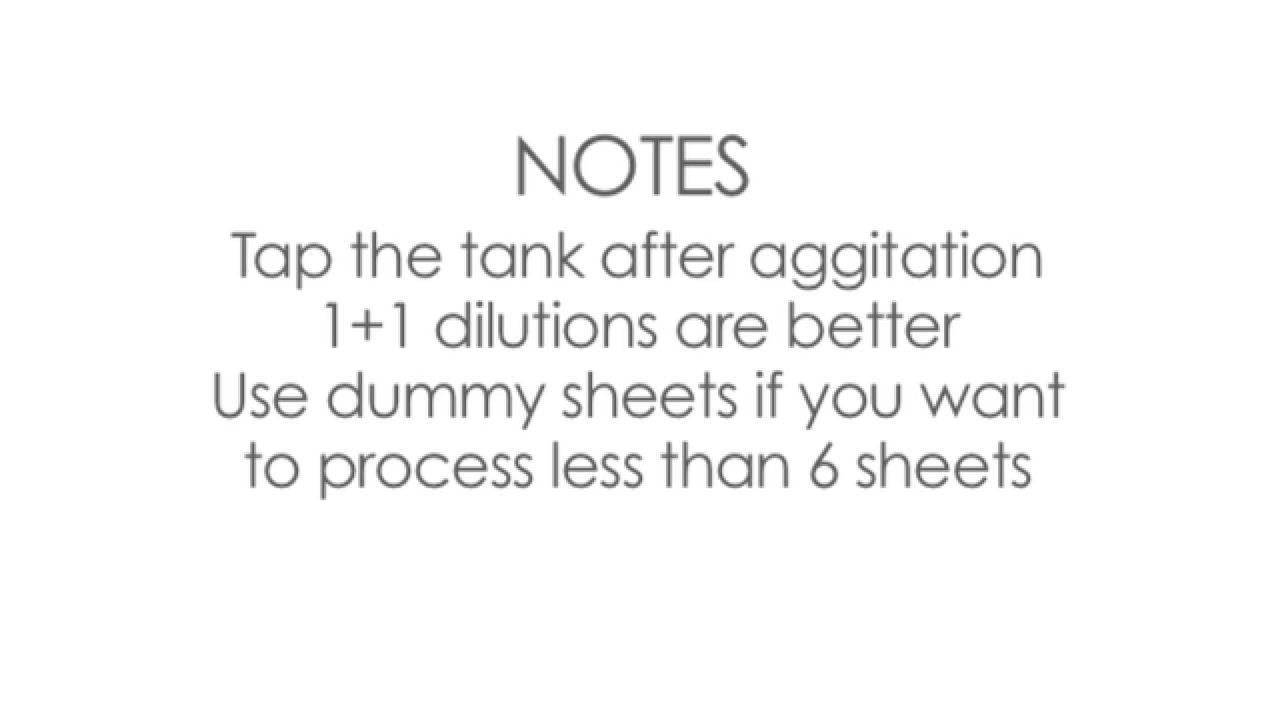 NOTES
Tap the tank after aggitation
1+1 dilutions are better
Use dummy sheets if you want
to process less than 6 sheets